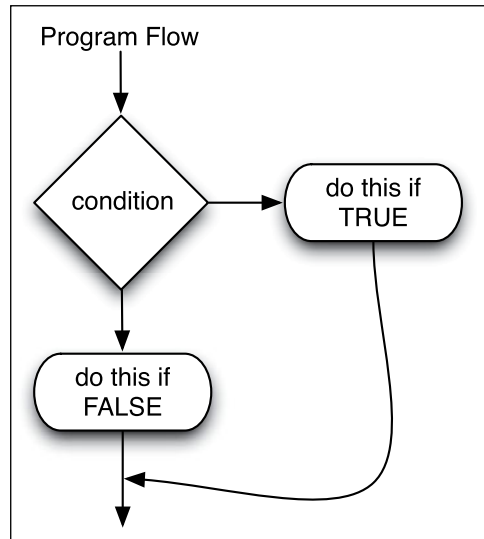 Program Flow
condition
do this if
TRUE
do this if
FALSE